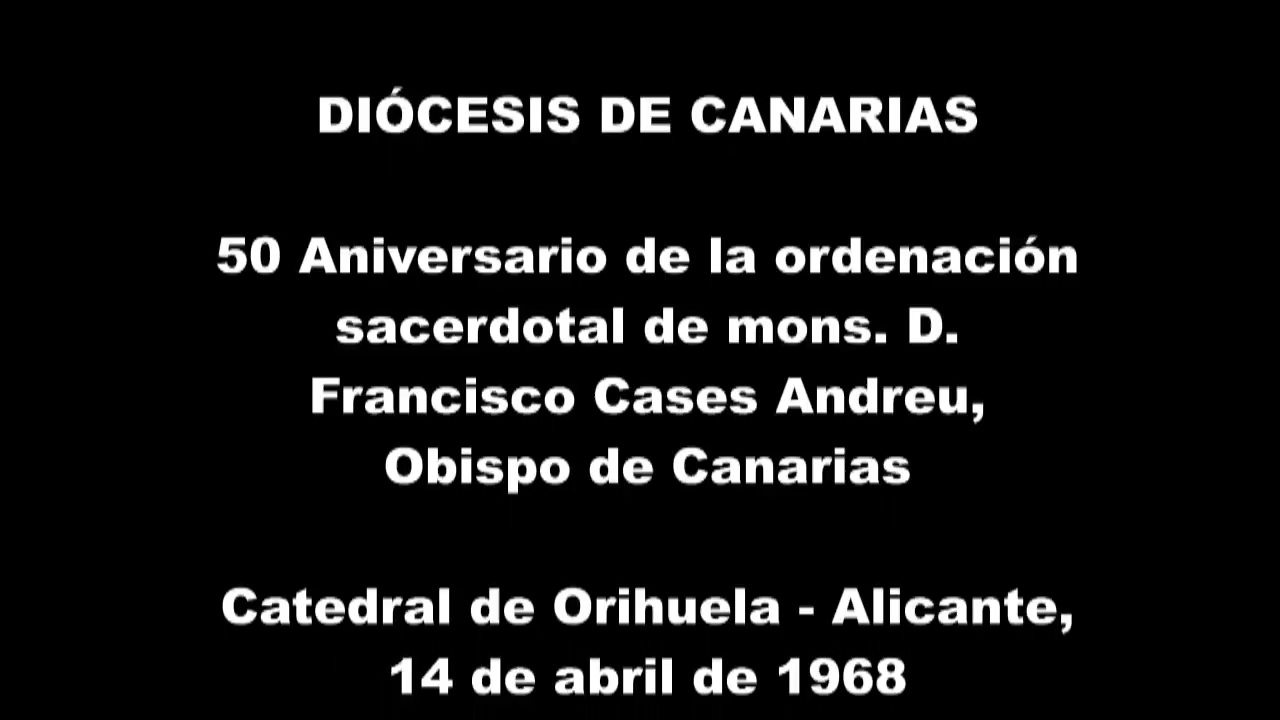 DIÓCESIS DE CANARIAS
50 Aniversario de la ordenación
sacerdotal de mons. D.
Francisco Cases Andreu,
Obispo de Canarias
Catedral de Orihuela - Alicante,
14 de abril de 1968